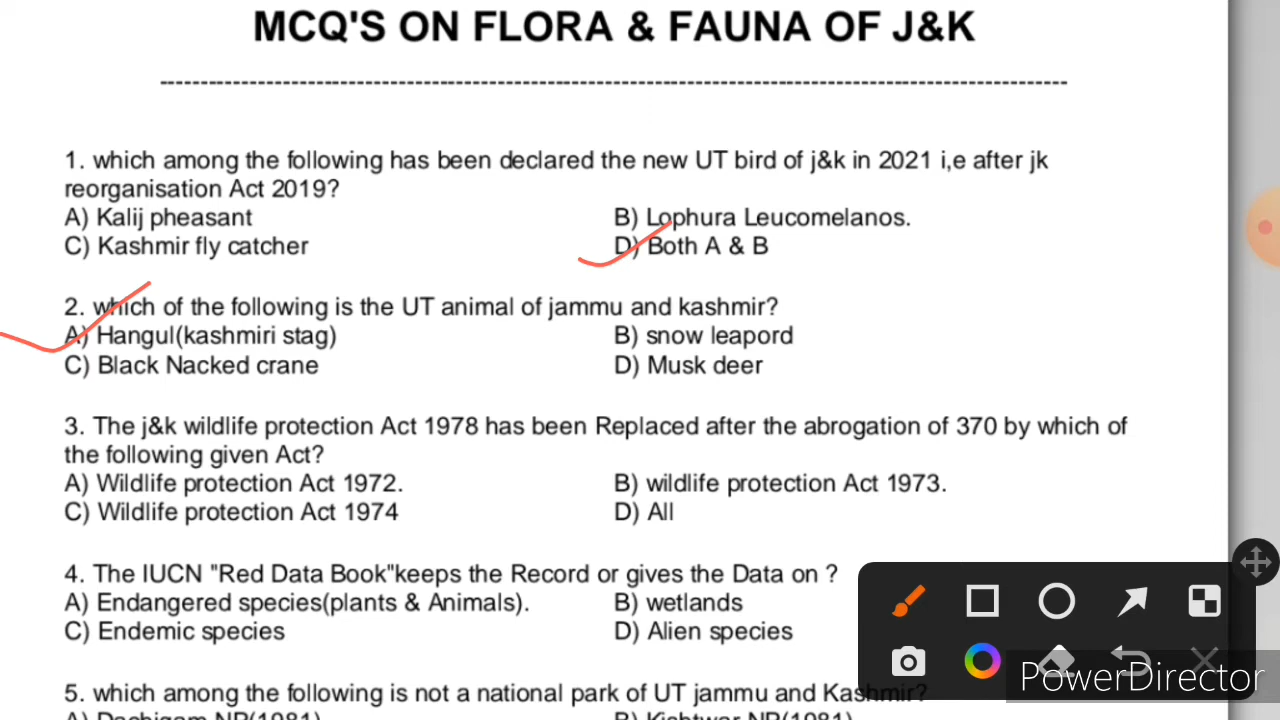 MCQ'S ON FLORA & FAUNA OF J&K
1. which among the following has been declared the new UT bird of j&k in 2021 i,e after jk
reorganisation Act 2019?
A) Kalij pheasant B) Lophura Leucomelanos.
C) Kashmir fly catcher D) Both A & B
2. which of the following is the UT animal of jammu and kashmir?
A) Hangul(kashmiri stag) B) snow leapord
C) Black Nacked crane D) Musk deer
3. The j&k wildlife protection Act 1978 has been Replaced after the abrogation of 370 by which of
the following given Act?
A) Wildlife protection Act 1972. B) wildlife protection Act 1973.
C) Wildlife protection Act 1974 D) All
4. The IUCN "Red Data Book"keeps the Record or gives the Data on ?
A) Endangered species(plants & Animals). B) wetlands
C) Endemic species D) Alien species
5. which among the following is not a national park of UT jammu and Kashmir?
A) Dachigam NP(1981) B) Kishtwar NP(1981)
PowerDirector